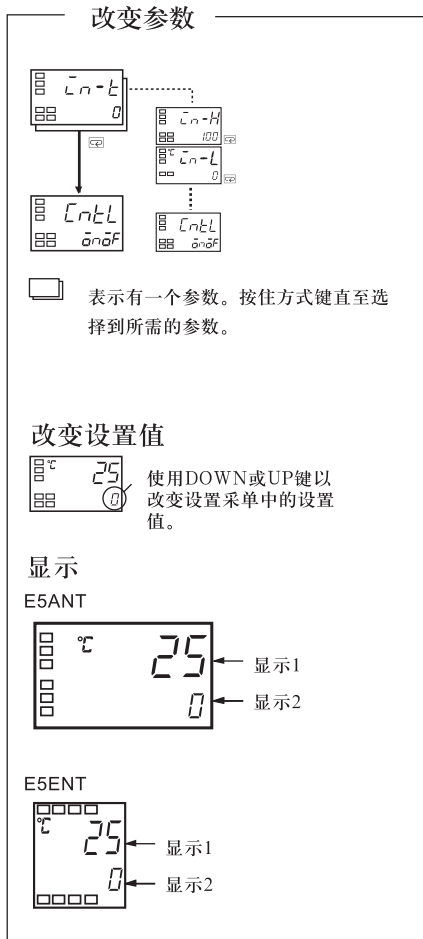 改变参数
in-t
0
in-H
100
℃
in-L
0
CntL
onoF
CntL
onoF
表示有一个参数。按住方式键直至选
择到所需的参数。
改变设置值
℃ 25
0
使用DOWN或UP键以
改变设置采单中的设置
值。
显示
E5ANT
℃ 25 显示1
0 显示2
E5ENT
℃
25 显示1
0 显示2